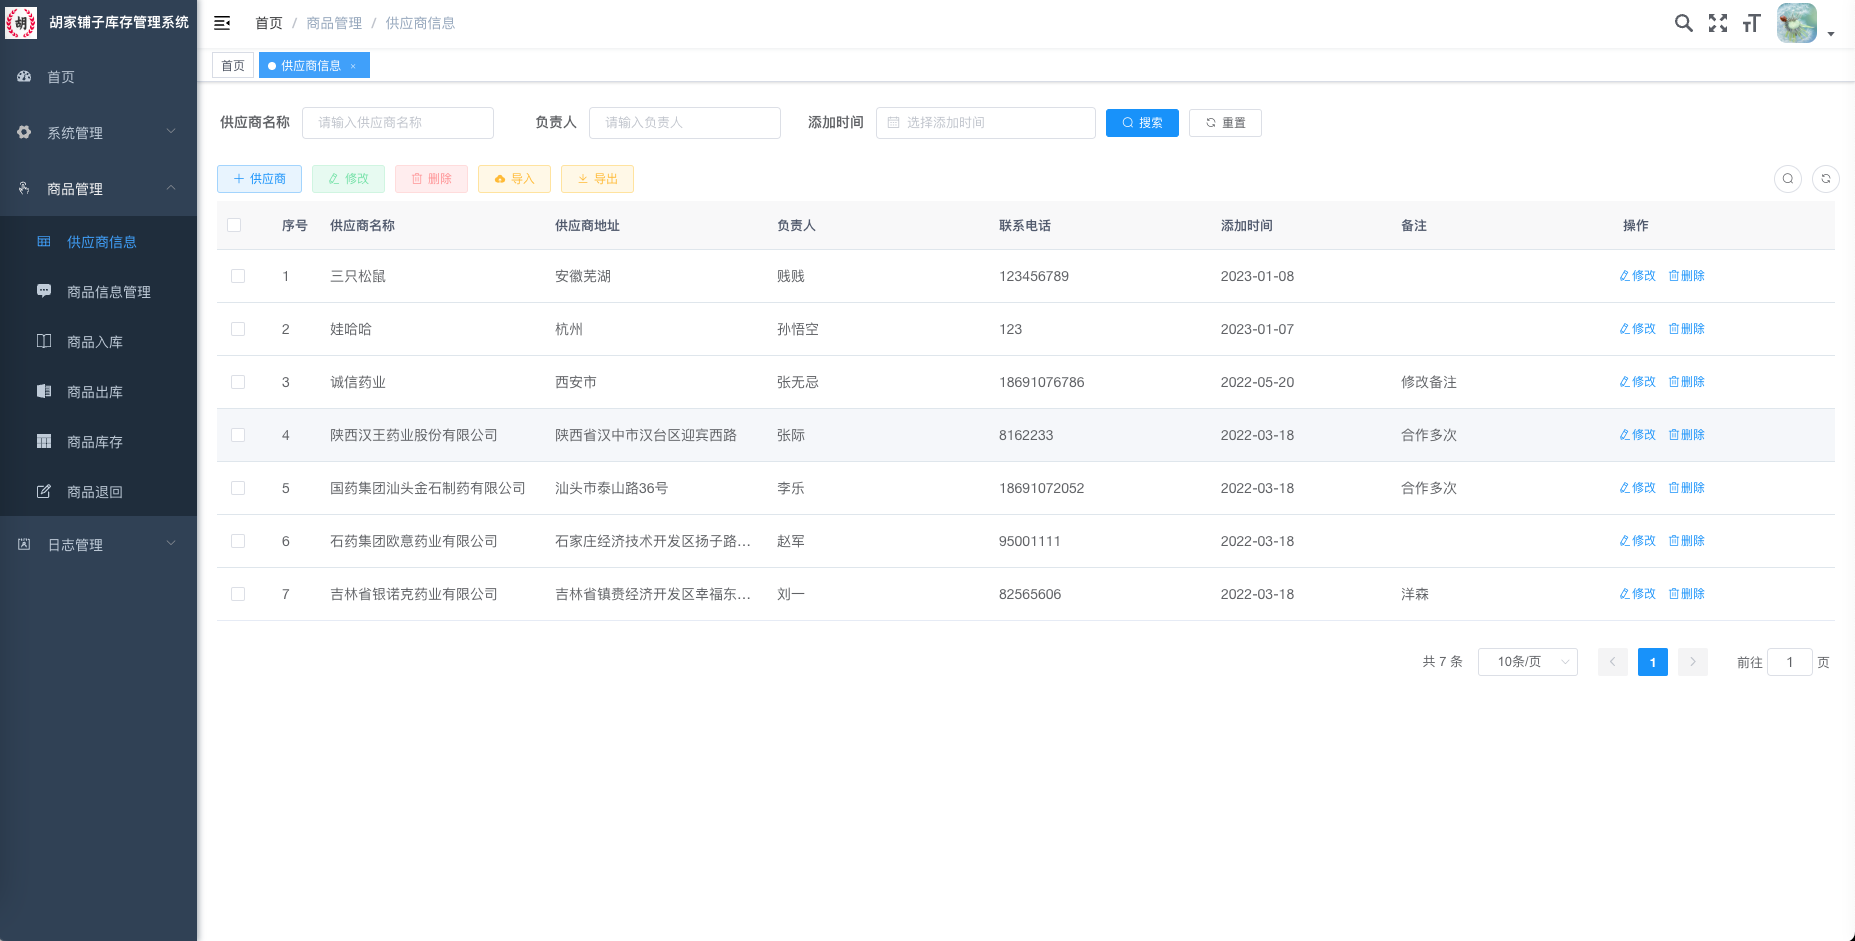 胡
胡家铺子库存管理系统
首页 / 商品管理 / 供应商信息
首页
供应商信息 ×
首页
系统管理
商品管理
供应商信息
商品信息管理
商品入库
商品出库
商品库存
商品退回
日志管理
供应商名称 请输入供应商名称 负责人 请输入负责人 添加时间 选择添加时间 搜索 重置
供应商 修改 删除 导入 导出
序号 供应商名称 供应商地址 负责人 联系电话 添加时间 备注 操作
1 三只松鼠 安徽芜湖 贱贱 123456789 2023-01-08 修改 删除
2 娃哈哈 杭州 孙悟空 123 2023-01-07 修改 删除
3 诚信药业 西安市 张无忌 18691076786 2022-05-20 修改备注 修改 删除
4 陕西汉王药业股份有限公司 陕西省汉中市汉台区迎宾西路 张际 8162233 2022-03-18 合作多次 修改 删除
5 国药集团汕头金石制药有限公司 汕头市泰山路36号 李乐 18691072052 2022-03-18 合作多次 修改 删除
6 石药集团欧意药业有限公司 石家庄经济技术开发区扬子路... 赵军 95001111 2022-03-18 修改 删除
7 吉林省银诺克药业有限公司 吉林省镇赉经济开发区幸福东... 刘一 82565606 2022-03-18 洋森 修改 删除
共 7 条 10条/页 1 前往 1 页